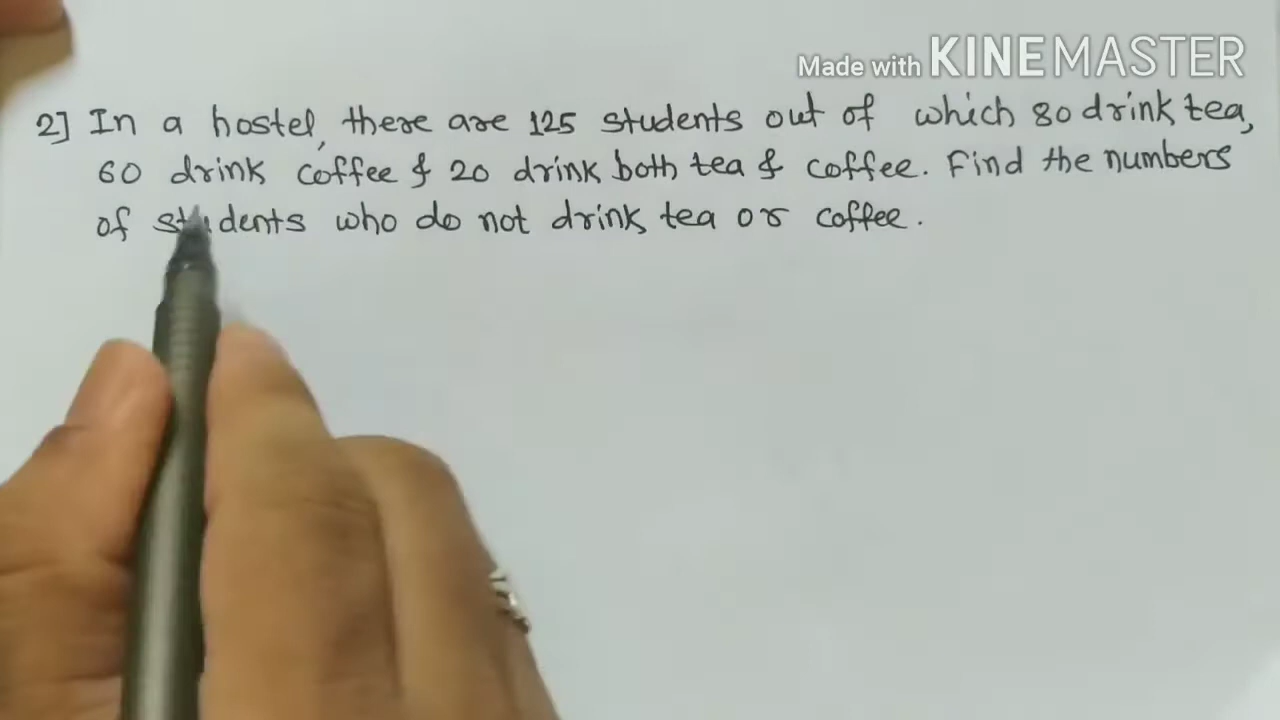 Made with KINEMASTER
2] In a hostel, there are 125 students out of which 80 drink tea,
60 drink coffee & 20 drink both tea & coffee. Find the numbers
of students who do not drink tea or coffee.